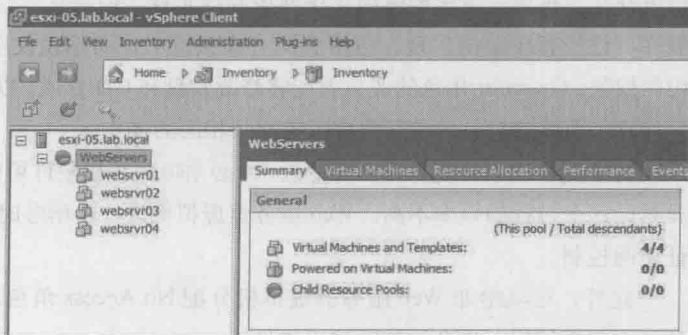 esxi-05.lab.local - vSphere Client
File Edit View Inventory Administration Plug-ins Help
Home Inventory Inventory
esxi-05.lab.local
WebServers
websrvr01
websrvr02
websrvr03
websrvr04
WebServers
Summary Virtual Machines Resource Allocation Performance Events
General
(This pool / Total descendants)
Virtual Machines and Templates: 4/4
Powered on Virtual Machines: 0/0
Child Resource Pools: 0/0